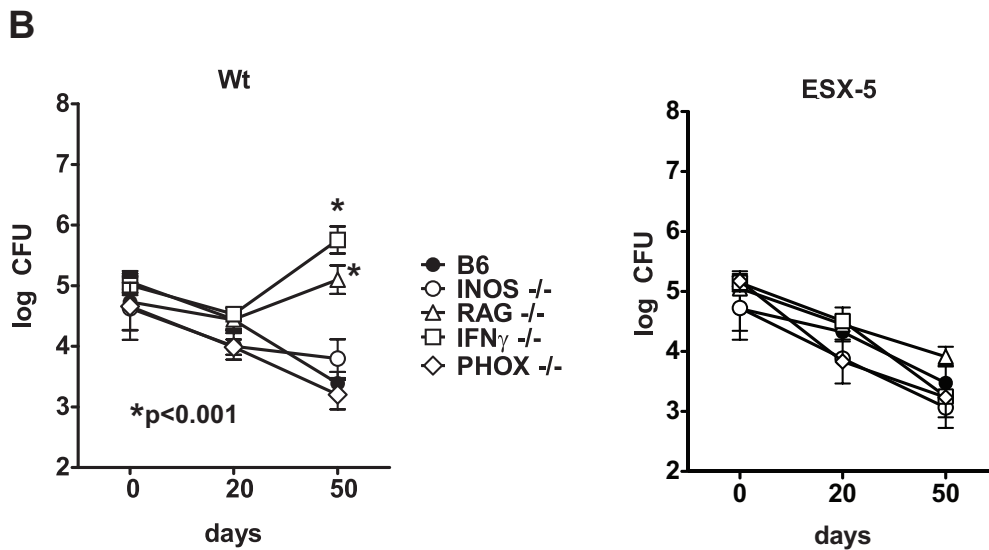 B
Wt
8
7
6
5
4
3
2
log CFU
*
*
*p<0.001
0 20 50
days
B6
INOS -/-
RAG -/-
IFNγ -/-
PHOX -/-
ESX-5
8
7
6
5
4
3
2
log CFU
0 20 50
days